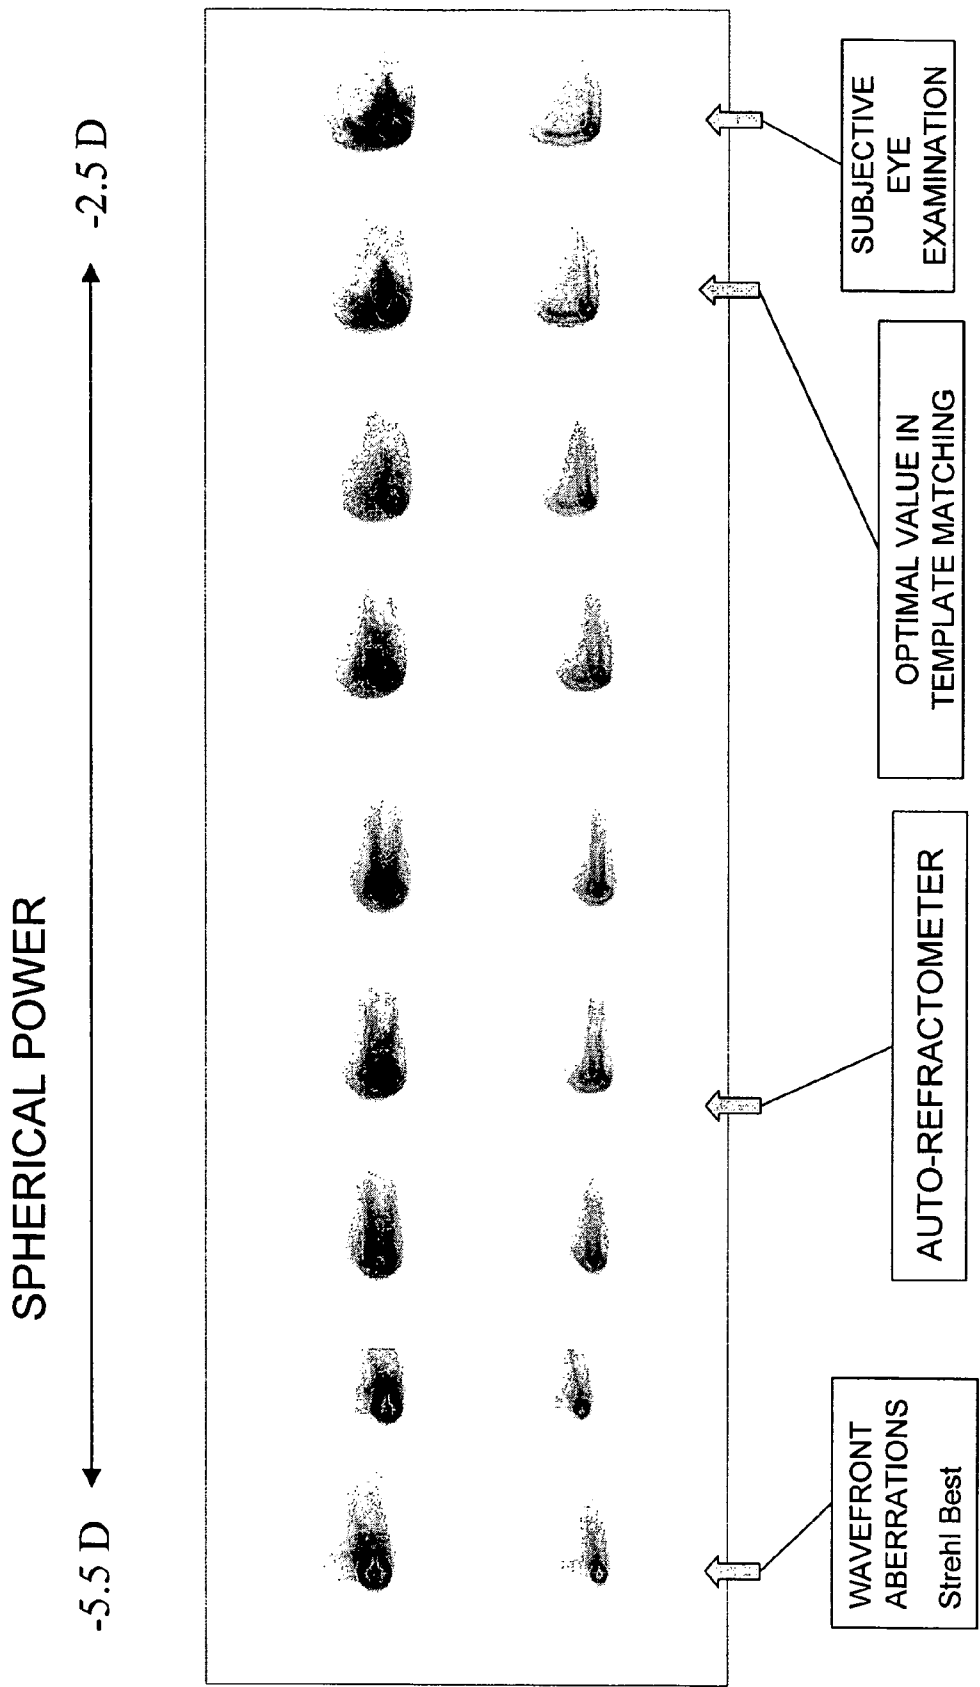 SPHERICAL POWER
-5.5 D
-2.5 D
WAVEFRONT
ABERRATIONS
Strehl Best
AUTO-REFRACTOMETER
OPTIMAL VALUE IN
TEMPLATE MATCHING
SUBJECTIVE
EYE
EXAMINATION